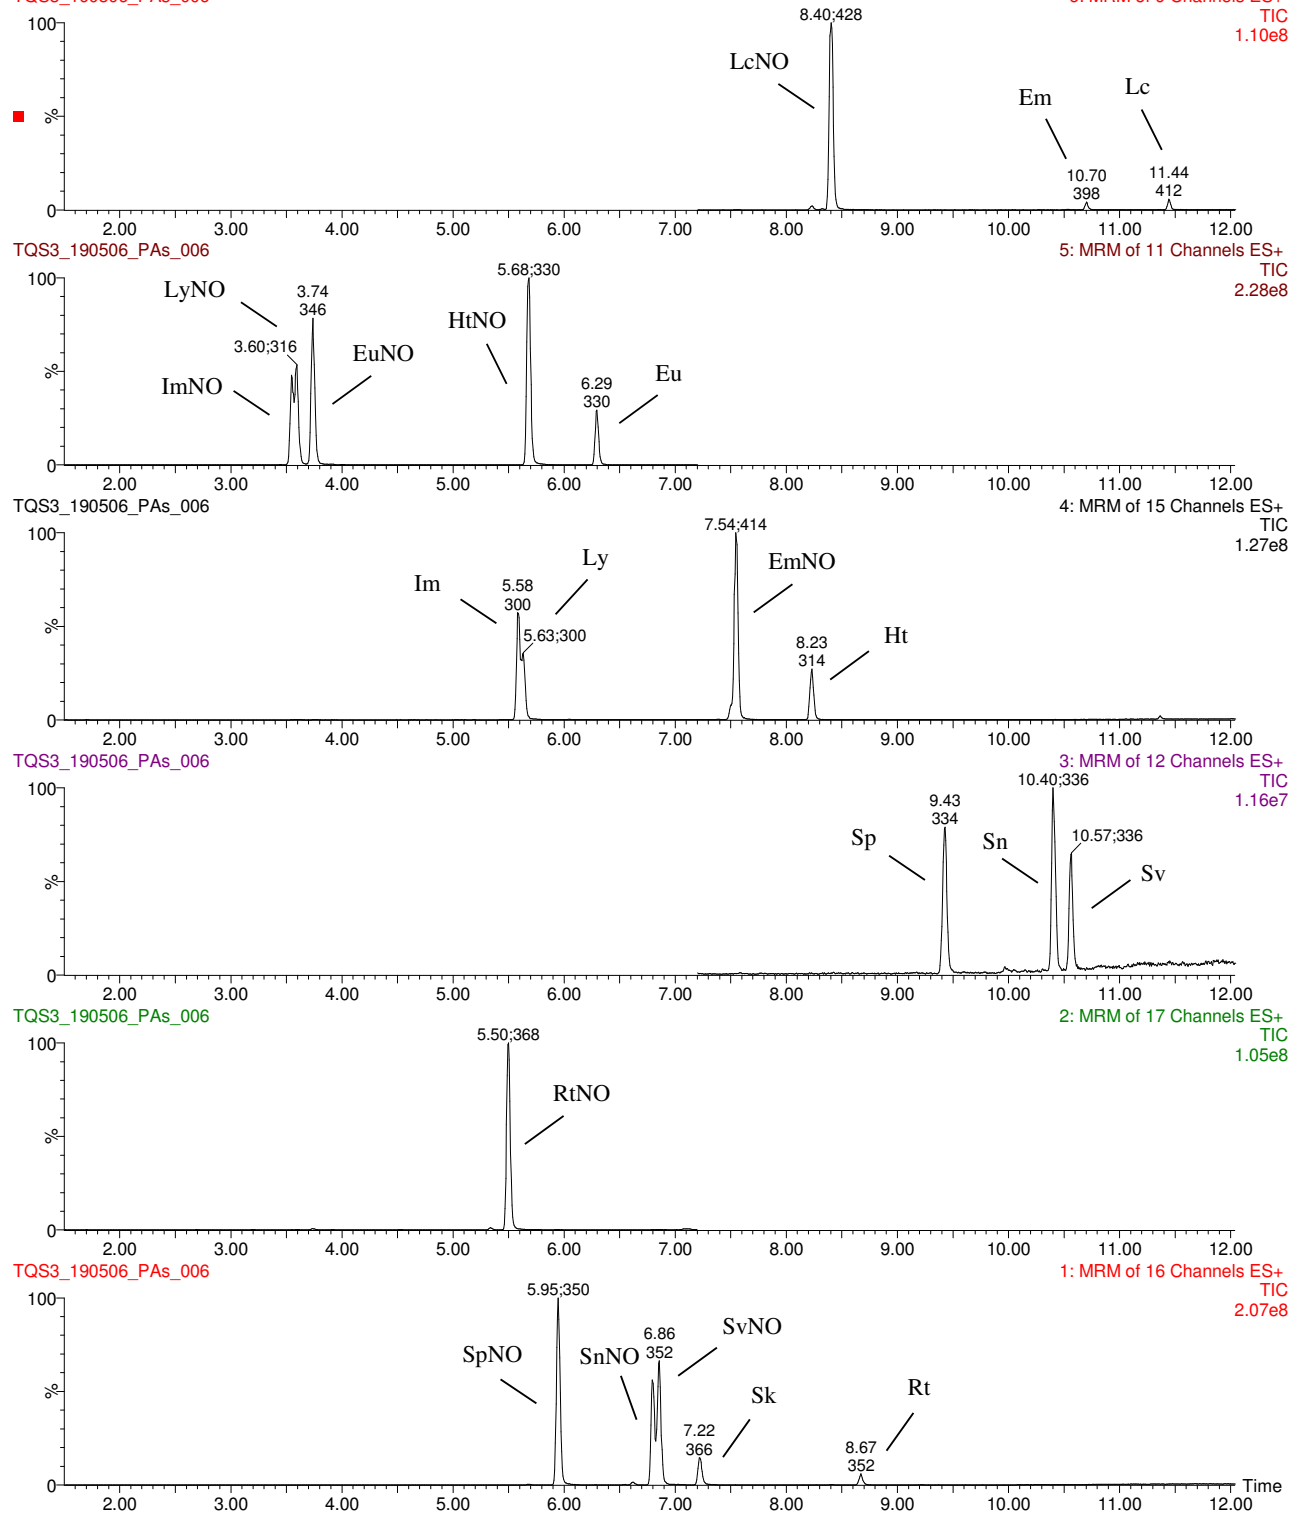 8.40;428
TIC
1.10e8
100
%
0
LcNO
Em
Lc
10.70
398
11.44
412
2.00 3.00 4.00 5.00 6.00 7.00 8.00 9.00 10.00 11.00 12.00
TQS3_190506_PAs_006
5: MRM of 11 Channels ES+
TIC
2.28e8
100
%
0
LyNO
3.74
346
3.60;316
ImNO
EuNO
HtNO
5.68;330
6.29
330
Eu
2.00 3.00 4.00 5.00 6.00 7.00 8.00 9.00 10.00 11.00 12.00
TQS3_190506_PAs_006
4: MRM of 15 Channels ES+
TIC
1.27e8
100
%
0
Im
5.58
300
Ly
5.63;300
7.54;414
EmNO
8.23
314
Ht
2.00 3.00 4.00 5.00 6.00 7.00 8.00 9.00 10.00 11.00 12.00
TQS3_190506_PAs_006
3: MRM of 12 Channels ES+
TIC
1.16e7
100
%
0
Sp
9.43
334
Sn
10.40;336
10.57;336
Sv
2.00 3.00 4.00 5.00 6.00 7.00 8.00 9.00 10.00 11.00 12.00
TQS3_190506_PAs_006
2: MRM of 17 Channels ES+
TIC
1.05e8
100
%
0
5.50;368
RtNO
2.00 3.00 4.00 5.00 6.00 7.00 8.00 9.00 10.00 11.00 12.00
TQS3_190506_PAs_006
1: MRM of 16 Channels ES+
TIC
2.07e8
100
%
0
SpNO
5.95;350
SnNO
6.86
352
SvNO
7.22
366
Sk
8.67
352
Rt
Time
2.00 3.00 4.00 5.00 6.00 7.00 8.00 9.00 10.00 11.00 12.00